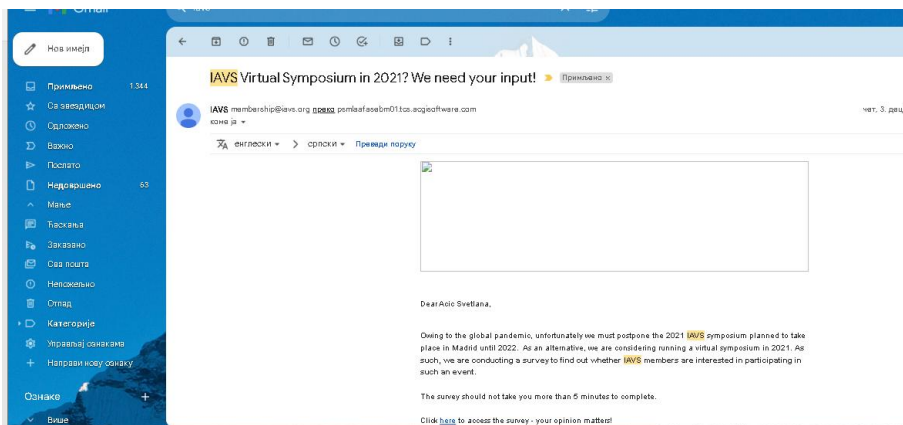 Gmail
Нов имејл
IAVS Virtual Symposium in 2021? We need your input!
Примљено ×
Примљено 1.344
Са звездицом
Одложено
Важно
Послато
Недовршено 63
Мање
Ћаскања
Заказано
Сва пошта
Непожељно
Отпад
Категорије
Управљај ознакама
Направи нову ознаку
Ознаке +
Више
IAVS membership@iavs.org преко psmlaafasabm01.tcs.acgisoftware.com
чет, 3. дец
коме ја
енглески > српски Преведи поруку
Dear Acic Svetlana,
Owing to the global pandemic, unfortunately we must postpone the 2021 IAVS symposium planned to take
place in Madrid until 2022. As an alternative, we are considering running a virtual symposium in 2021. As
such, we are conducting a survey to find out whether IAVS members are interested in participating in
such an event.
The survey should not take you more than 5 minutes to complete.
Click here to access the survey - your opinion matters!